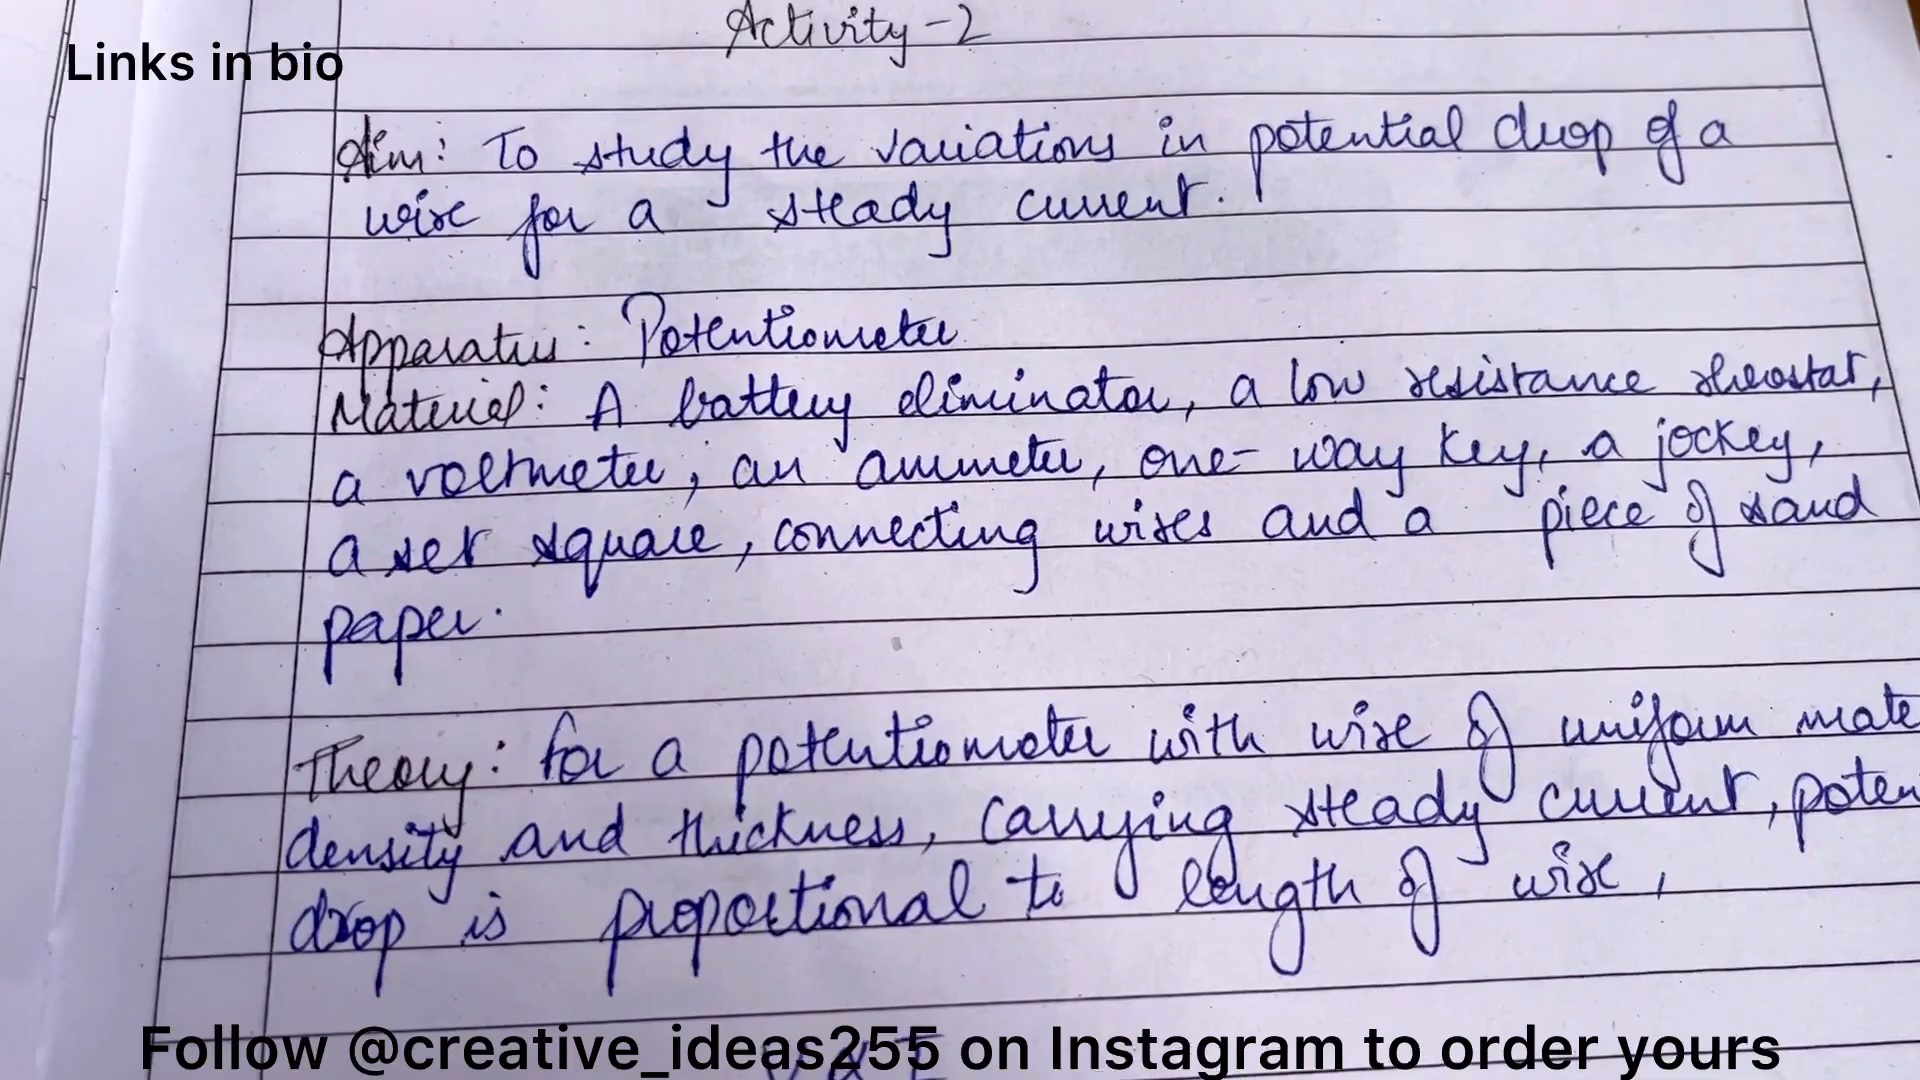 Activity-2
Links in bio
Aim: To study the variations in potential drop of a
wire for a steady current.
Apparatus: Potentiometer
Material: A battery eliminator, a low resistance rheostat,
a voltmeter, an ammeter, one-way key, a jockey,
a set square, connecting wires and a piece of sand
paper.
Theory: For a potentiometer with wire of uniform mate
density and thickness, carrying steady current, poten
drop is proportional to length of wire,
Follow @creative_ideas255 on Instagram to order yours